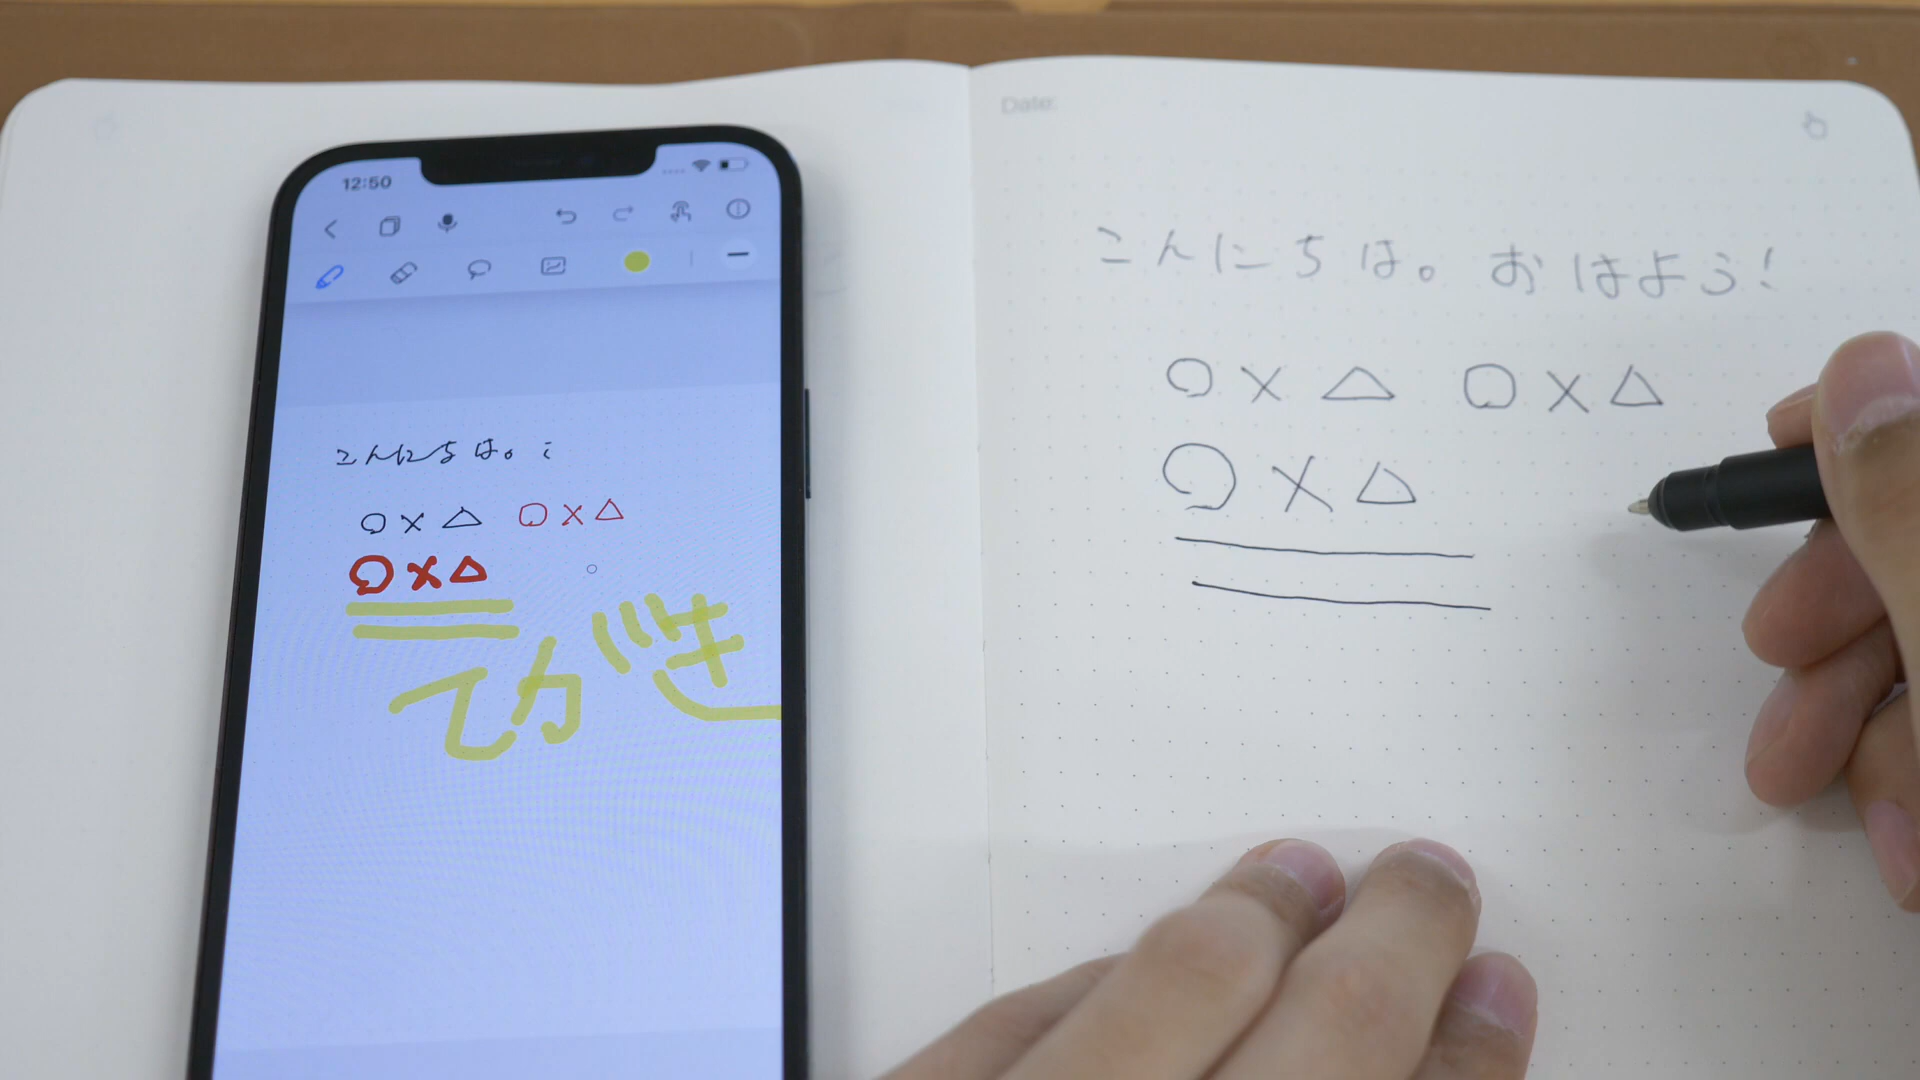 12:50
こんにちは。こ
○×△ ○×△
○×△
てがき
Date:
こんにちは。おはよう!
○×△ ○×△
○×△